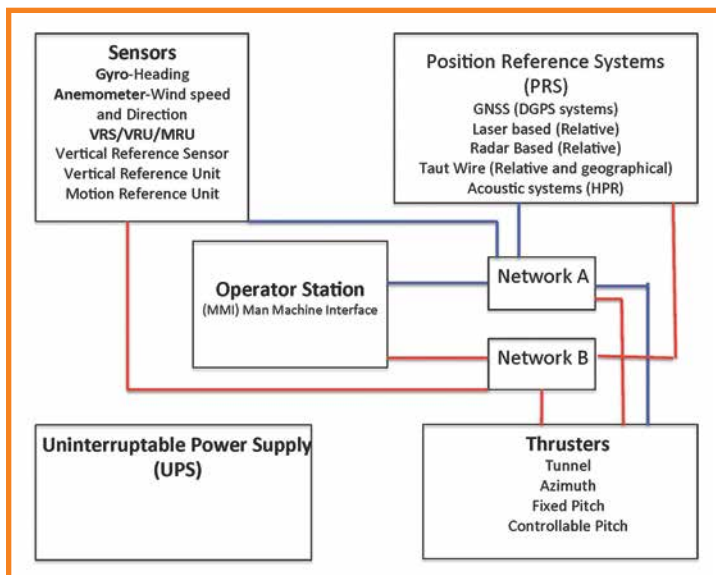 Sensors
Gyro-Heading
Anemometer-Wind speed
and Direction
VRS/VRU/MRU
Vertical Reference Sensor
Vertical Reference Unit
Motion Reference Unit
Position Reference Systems
(PRS)
GNSS (DGPS systems)
Laser based (Relative)
Radar Based (Relative)
Taut Wire (Relative and geographical)
Acoustic systems (HPR)
Operator Station
(MMI) Man Machine Interface
Network A
Network B
Uninterruptable Power Supply
(UPS)
Thrusters
Tunnel
Azimuth
Fixed Pitch
Controllable Pitch